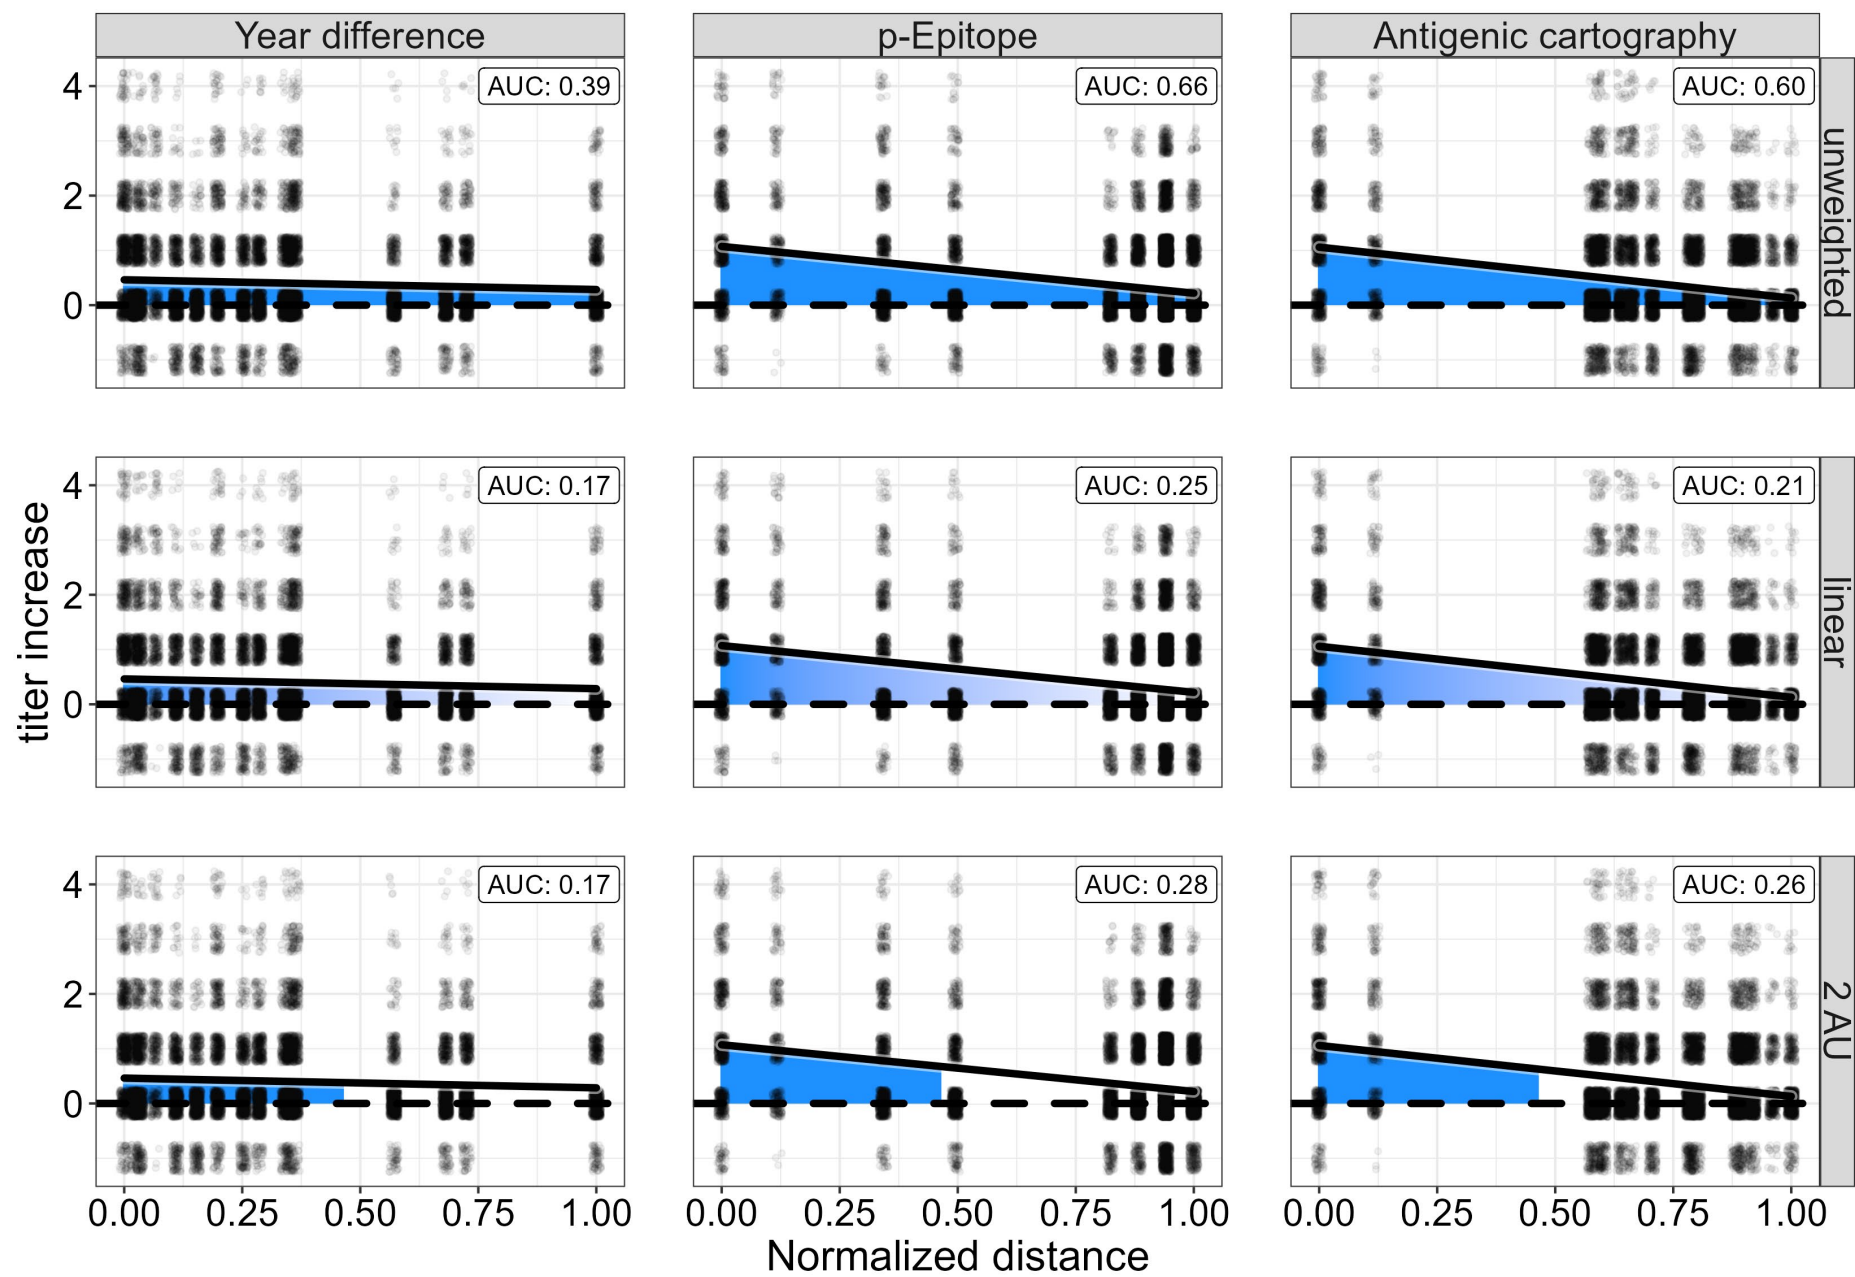 Year difference
p-Epitope
Antigenic cartography
4
2
0
AUC: 0.39
AUC: 0.66
AUC: 0.60
unweighted
titer increase
4
2
0
AUC: 0.17
AUC: 0.25
AUC: 0.21
linear
4
2
0
AUC: 0.17
AUC: 0.28
AUC: 0.26
2 AU
0.00 0.25 0.50 0.75 1.00
0.00 0.25 0.50 0.75 1.00
0.00 0.25 0.50 0.75 1.00
Normalized distance